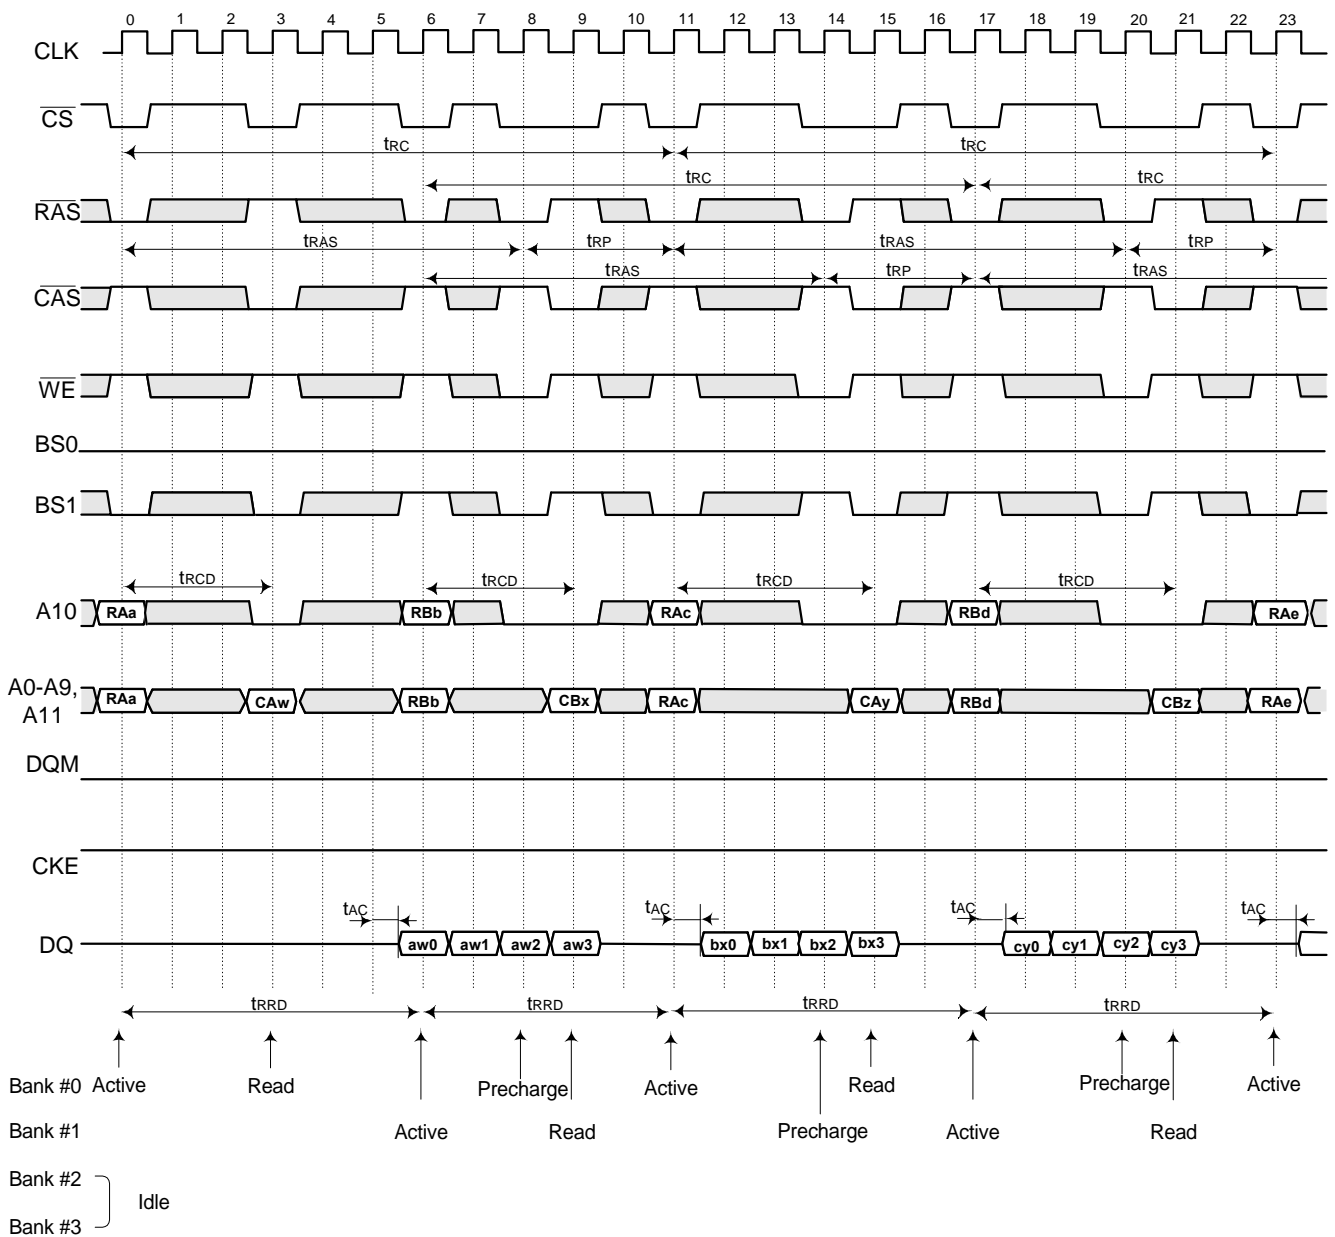 0 1 2 3 4 5 6 7 8 9 10 11 12 13 14 15 16 17 18 19 20 21 22 23
CLK
CS
tRC tRC
tRC tRC
RAS
tRAS tRP tRAS tRP
tRAS tRP tRAS
CAS
WE
BS0
BS1
tRCD tRCD tRCD tRCD
A10 RAa RBb RAc RBd RAe
A0-A9,
A11 RAa CAw RBb CBx RAc CAy RBd CBz RAe
DQM
CKE
tAC tAC tAC tAC
DQ aw0 aw1 aw2 aw3 bx0 bx1 bx2 bx3 cy0 cy1 cy2 cy3
tRRD tRRD tRRD tRRD
Bank #0 Active Read Precharge Active Read Precharge Active
Bank #1 Active Read Precharge Active Read
Bank #2
Idle
Bank #3